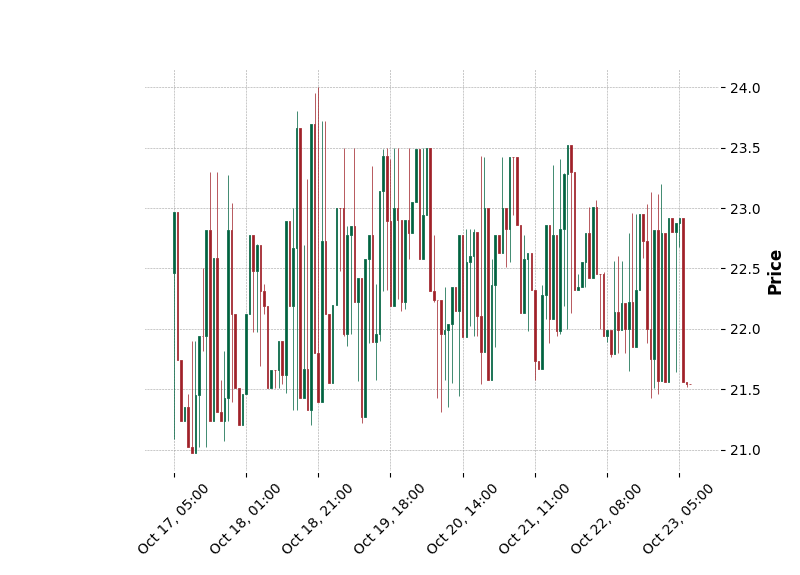 24.0
23.5
23.0
22.5
22.0
21.5
21.0
Price
Oct 17, 05:00
Oct 18, 01:00
Oct 18, 21:00
Oct 19, 18:00
Oct 20, 14:00
Oct 21, 11:00
Oct 22, 08:00
Oct 23, 05:00